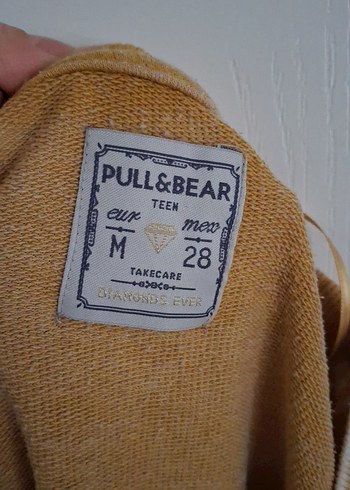 PULL&BEAR
TEEN
eur mex
M 28
TAKECARE
DIAMONDS EVER